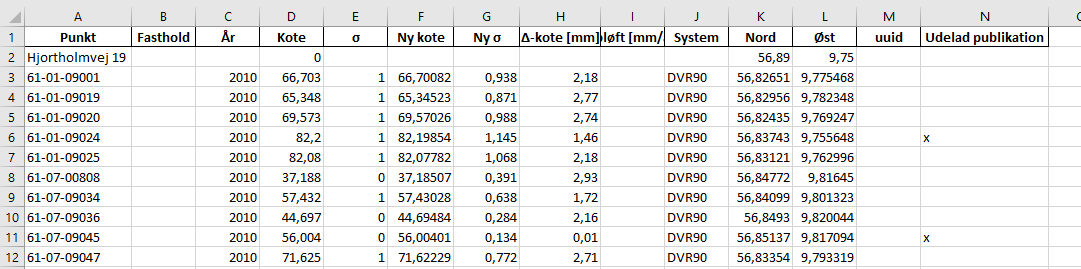 A B C D E F G H I J K L M N
1 Punkt Fasthold År Kote σ Ny kote Ny σ Δ-kote [mm] løft [mm/ System Nord Øst uuid Udelad publikation
2 Hjortholmvej 19 0 56,89 9,75
3 61-01-09001 2010 66,703 1 66,70082 0,938 2,18 DVR90 56,82651 9,775468
4 61-01-09019 2010 65,348 1 65,34523 0,871 2,77 DVR90 56,82956 9,782348
5 61-01-09020 2010 69,573 1 69,57026 0,988 2,74 DVR90 56,82435 9,769247
6 61-01-09024 2010 82,2 1 82,19854 1,145 1,46 DVR90 56,83743 9,755648 x
7 61-01-09025 2010 82,08 1 82,07782 1,068 2,18 DVR90 56,83121 9,762996
8 61-07-00808 2010 37,188 0 37,18507 0,391 2,93 DVR90 56,84772 9,81645
9 61-07-09034 2010 57,432 1 57,43028 0,638 1,72 DVR90 56,84099 9,801323
10 61-07-09036 2010 44,697 0 44,69484 0,284 2,16 DVR90 56,8493 9,820044
11 61-07-09045 2010 56,004 0 56,00401 0,134 0,01 DVR90 56,85137 9,817094 x
12 61-07-09047 2010 71,625 1 71,62229 0,772 2,71 DVR90 56,83354 9,793319